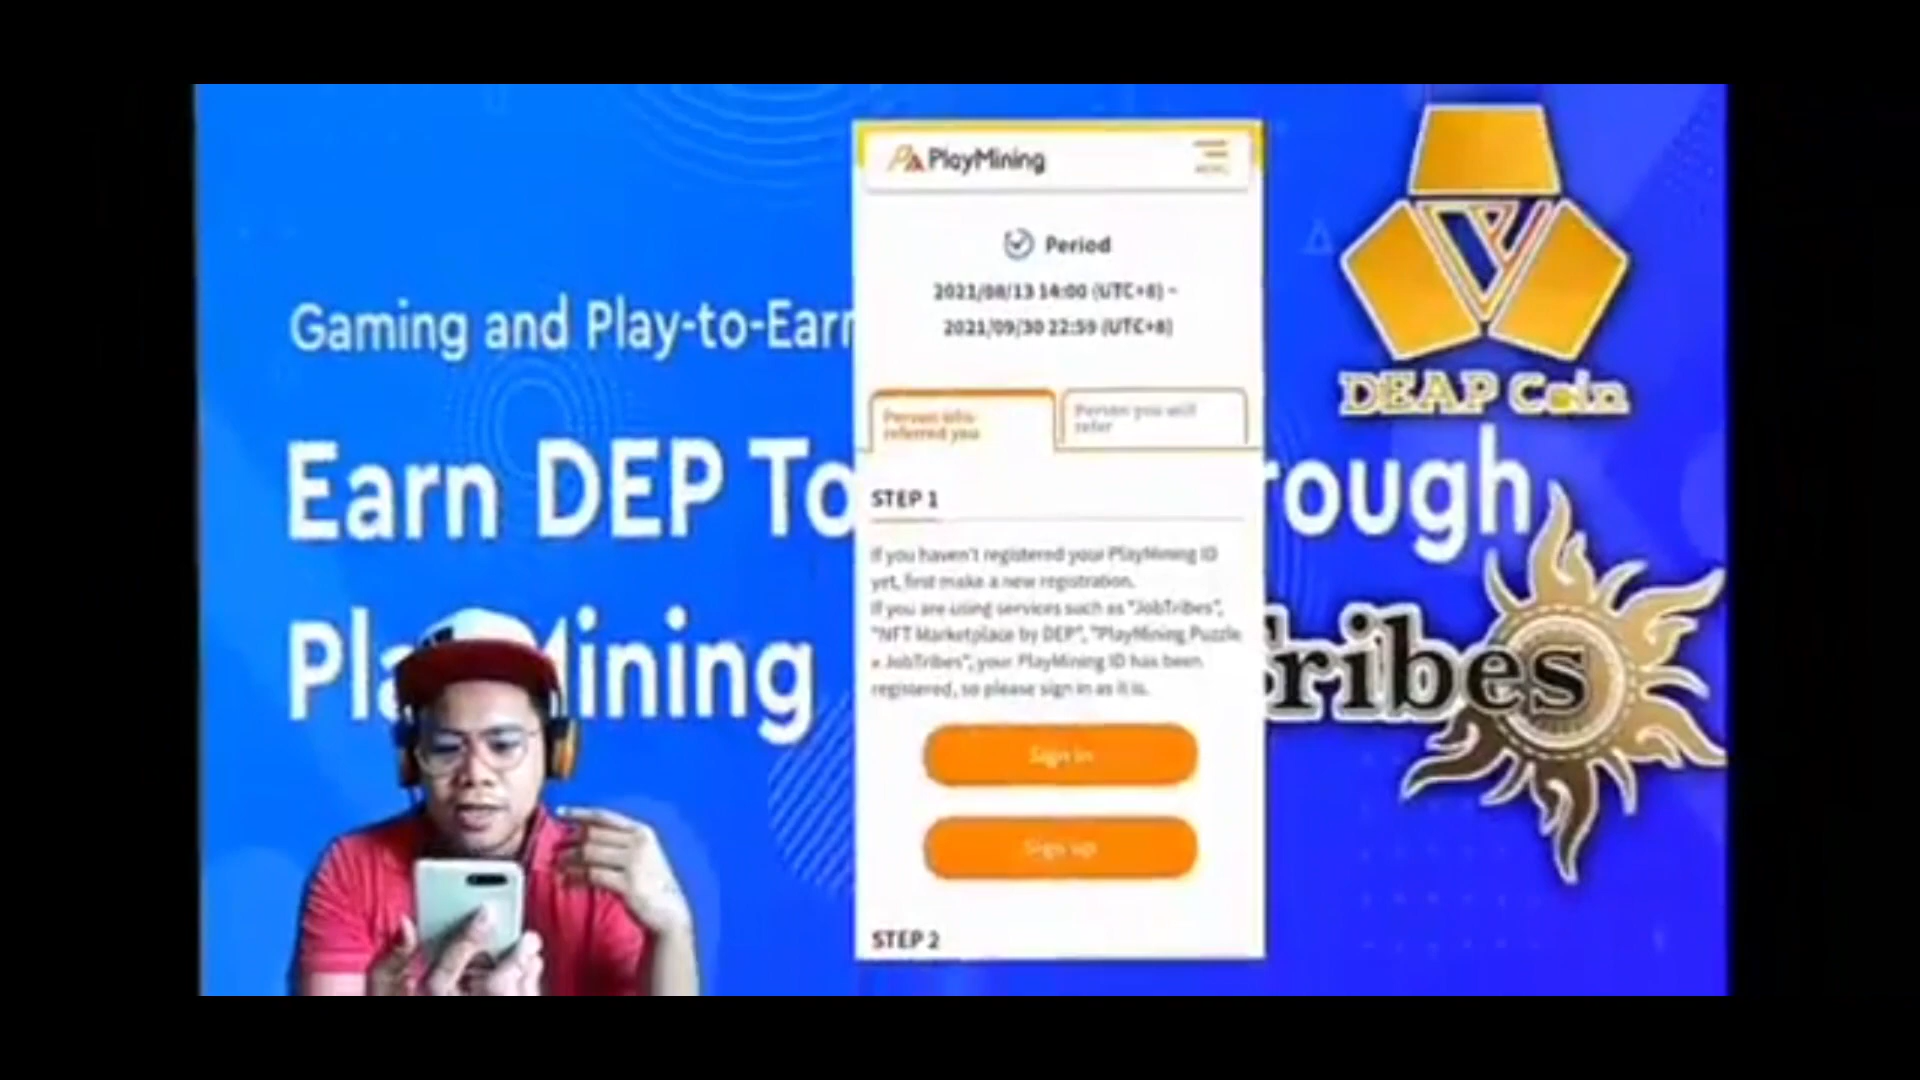 Gaming and Play-to-Earn
Earn DEP To rough
Pla Mining
PlayMining
Period
2021/08/13 14:00 (UTC+8) ~
2021/09/30 22:59 (UTC+8)
Person who
referred you
Person you will
refer
STEP 1
If you haven't registered your PlayMining ID
yet, first make a new registration.
If you are using services such as "JobTribes",
"NFT Marketplace by DEP", "PlayMining Puzzle
x JobTribes", your PlayMining ID has been
registered, so please sign in as it is.
Sign in
Sign up
STEP 2
DEAP Coin
Tribes